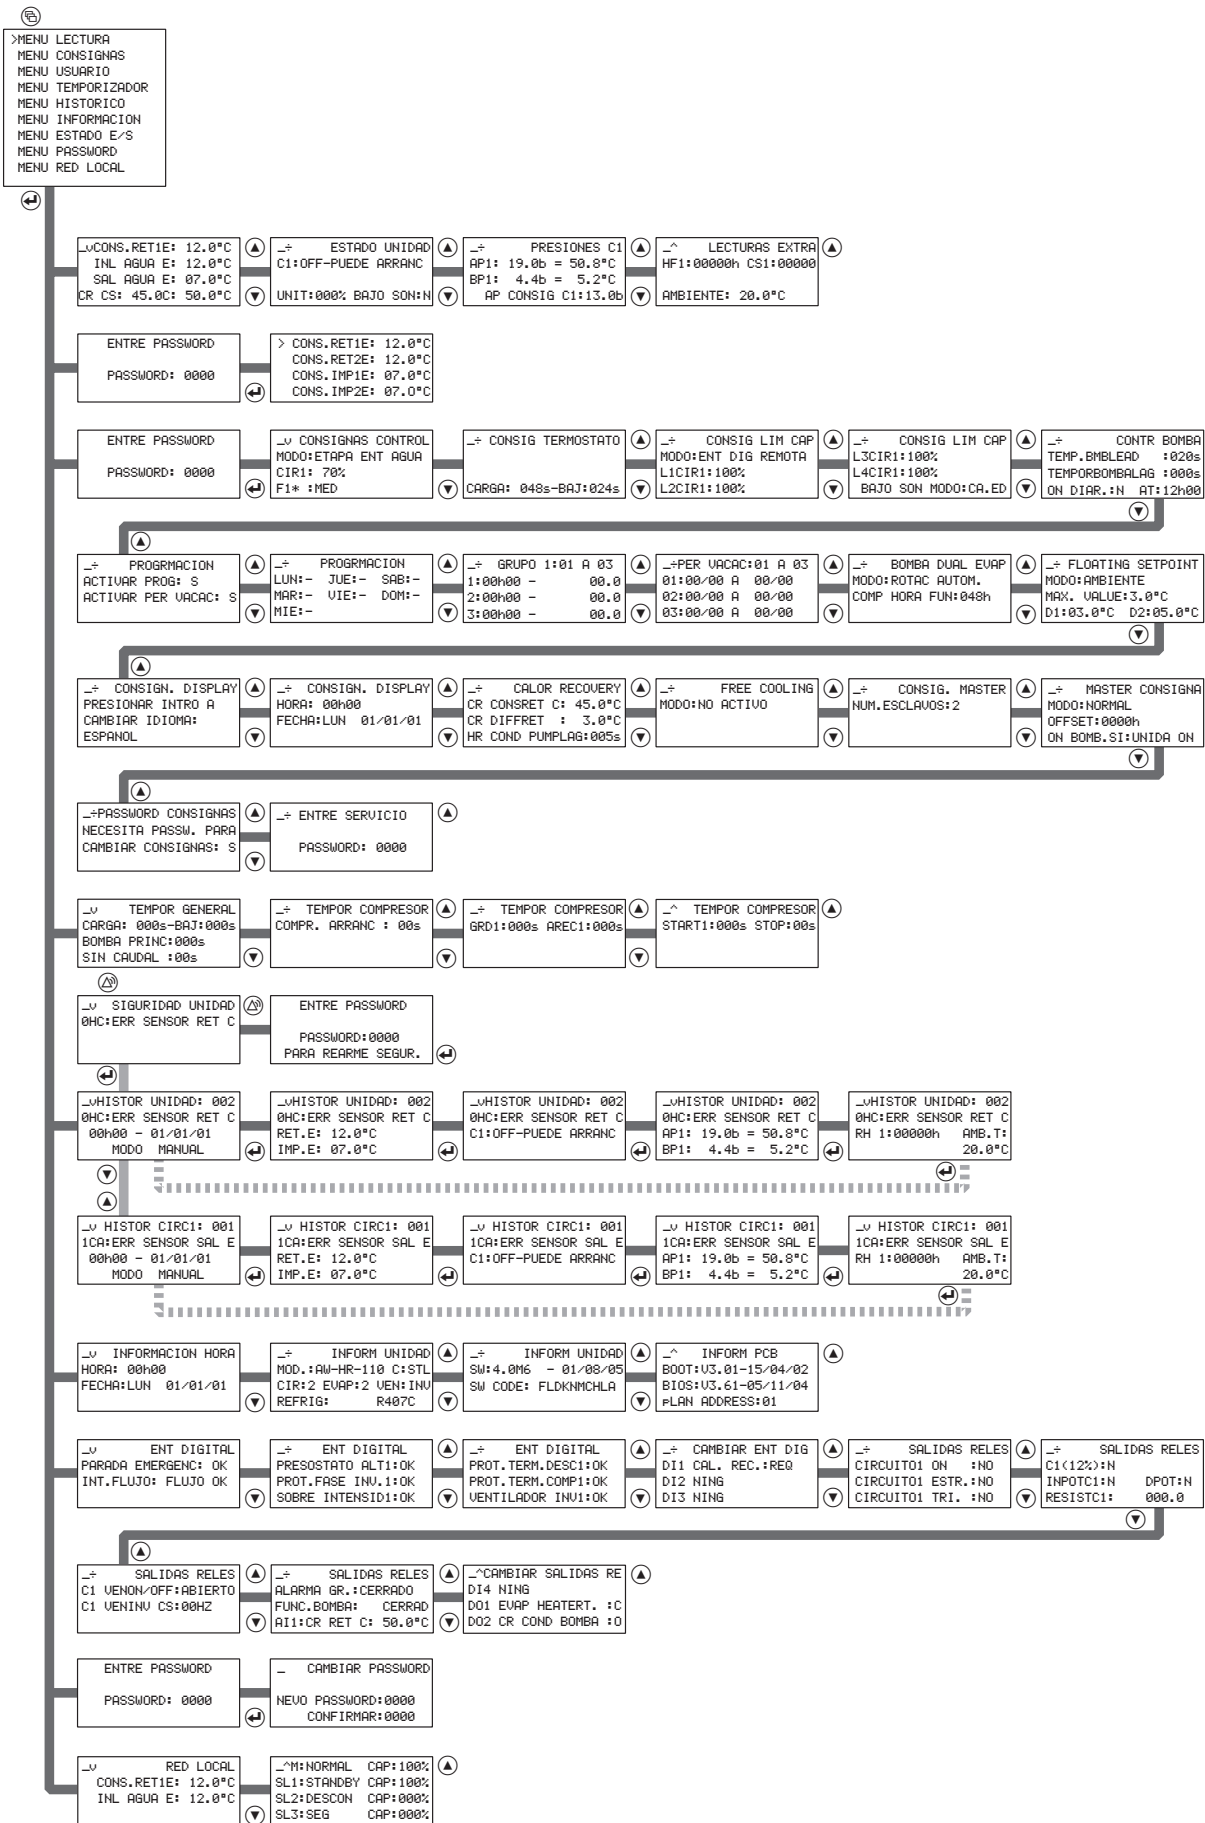 >MENU LECTURA
MENU CONSIGNAS
MENU USUARIO
MENU TEMPORIZADOR
MENU HISTORICO
MENU INFORMACION
MENU ESTADO E/S
MENU PASSWORD
MENU RED LOCAL
_vCONS.RET1E: 12.0°C
INL AGUA E: 12.0°C
SAL AGUA E: 07.0°C
CR CS: 45.0C: 50.0°C
_÷ ESTADO UNIDAD
C1:OFF-PUEDE ARRANC
UNIT:000% BAJO SON:N
_÷ PRESIONES C1
AP1: 19.0b = 50.8°C
BP1: 4.4b = 5.2°C
AP CONSIG C1:13.0b
_^ LECTURAS EXTRA
HF1:00000h CS1:00000
AMBIENTE: 20.0°C
ENTRE PASSWORD
PASSWORD: 0000
> CONS.RET1E: 12.0°C
CONS.RET2E: 12.0°C
CONS.IMP1E: 07.0°C
CONS.IMP2E: 07.0°C
ENTRE PASSWORD
PASSWORD: 0000
_v CONSIGNAS CONTROL
MODO:ETAPA ENT AGUA
CIR1: 70%
F1* :MED
_÷ CONSIG TERMOSTATO
CARGA: 048s-BAJ:024s
_÷ CONSIG LIM CAP
MODO:ENT DIG REMOTA
L1CIR1:100%
L2CIR1:100%
_÷ CONSIG LIM CAP
L3CIR1:100%
L4CIR1:100%
BAJO SON MODO:CA.ED
_÷ CONTR BOMBA
TEMP.BMBLEAD :020s
TEMPORBOMBALAG :000s
ON DIAR.:N AT:12h00
_÷ PROGRMACION
ACTIVAR PROG: S
ACTIVAR PER VACAC: S
_÷ PROGRMACION
LUN:- JUE:- SAB:-
MAR:- VIE:- DOM:-
MIE:-
_÷ GRUPO 1:01 A 03
1:00h00 - 00.0
2:00h00 - 00.0
3:00h00 - 00.0
_÷PER VACAC:01 A 03
01:00/00 A 00/00
02:00/00 A 00/00
03:00/00 A 00/00
_÷ BOMBA DUAL EVAP
MODO:ROTAC AUTOM.
COMP HORA FUN:048h
_÷ FLOATING SETPOINT
MODO:AMBIENTE
MAX. VALUE:3.0°C
D1:03.0°C D2:05.0°C
_÷ CONSIGN. DISPLAY
PRESIONAR INTRO A
CAMBIAR IDIOMA:
ESPANOL
_÷ CONSIGN. DISPLAY
HORA: 00h00
FECHA:LUN 01/01/01
_÷ CALOR RECOVERY
CR CONSRET C: 45.0°C
CR DIFFRET : 3.0°C
HR COND PUMPLAG:005s
_÷ FREE COOLING
MODO:NO ACTIVO
_÷ CONSIG. MASTER
NUM.ESCLAVOS:2
_÷ MASTER CONSIGNA
MODO:NORMAL
OFFSET:0000h
ON BOMB.SI:UNIDA ON
_÷PASSWORD CONSIGNAS
NECESITA PASSW. PARA
CAMBIAR CONSIGNAS: S
_÷ ENTRE SERVICIO
PASSWORD: 0000
_v TEMPOR GENERAL
CARGA: 000s-BAJ:000s
BOMBA PRINC:000s
SIN CAUDAL :00s
_÷ TEMPOR COMPRESOR
COMPR. ARRANC : 00s
_÷ TEMPOR COMPRESOR
GRD1:000s AREC1:000s
_^ TEMPOR COMPRESOR
START1:000s STOP:00s
_v SIGURIDAD UNIDAD
0HC:ERR SENSOR RET C
ENTRE PASSWORD
PASSWORD:0000
PARA REARME SEGUR.
_vHISTOR UNIDAD: 002
0HC:ERR SENSOR RET C
00h00 - 01/01/01
MODO MANUAL
_vHISTOR UNIDAD: 002
0HC:ERR SENSOR RET C
RET.E: 12.0°C
IMP.E: 07.0°C
_vHISTOR UNIDAD: 002
0HC:ERR SENSOR RET C
C1:OFF-PUEDE ARRANC
_vHISTOR UNIDAD: 002
0HC:ERR SENSOR RET C
AP1: 19.0b = 50.8°C
BP1: 4.4b = 5.2°C
_vHISTOR UNIDAD: 002
0HC:ERR SENSOR RET C
RH 1:00000h AMB.T:
20.0°C
_v HISTOR CIRC1: 001
1CA:ERR SENSOR SAL E
00h00 - 01/01/01
MODO MANUAL
_v HISTOR CIRC1: 001
1CA:ERR SENSOR SAL E
RET.E: 12.0°C
IMP.E: 07.0°C
_v HISTOR CIRC1: 001
1CA:ERR SENSOR SAL E
C1:OFF-PUEDE ARRANC
_v HISTOR CIRC1: 001
1CA:ERR SENSOR SAL E
AP1: 19.0b = 50.8°C
BP1: 4.4b = 5.2°C
_v HISTOR CIRC1: 001
1CA:ERR SENSOR SAL E
RH 1:00000h AMB.T:
20.0°C
_v INFORMACION HORA
HORA: 00h00
FECHA:LUN 01/01/01
_÷ INFORM UNIDAD
MOD.:AW-HR-110 C:STL
CIR:2 EVAP:2 VEN:INV
REFRIG: R407C
_÷ INFORM UNIDAD
SW:4.0M6 - 01/08/05
SW CODE: FLDKNMCHLA
_^ INFORM PCB
BOOT:V3.01-15/04/02
BIOS:V3.61-05/11/04
pLAN ADDRESS:01
_v ENT DIGITAL
PARADA EMERGENC: OK
INT.FLUJO: FLUJO OK
_÷ ENT DIGITAL
PRESOSTATO ALT1:OK
PROT.FASE INV.1:OK
SOBRE INTENSID1:OK
_÷ ENT DIGITAL
PROT.TERM.DESC1:OK
PROT.TERM.COMP1:OK
VENTILADOR INV1:OK
_÷ CAMBIAR ENT DIG
DI1 CAL. REC.:REQ
DI2 NING
DI3 NING
_÷ SALIDAS RELES
CIRCUITO1 ON :NO
CIRCUITO1 ESTR.:NO
CIRCUITO1 TRI. :NO
_÷ SALIDAS RELES
C1(12%):N
INPOTC1:N DPOT:N
RESISTC1: 000.0
_÷ SALIDAS RELES
C1 VENON/OFF:ABIERTO
C1 VENINV CS:00HZ
_÷ SALIDAS RELES
ALARMA GR.:CERRADO
FUNC.BOMBA: CERRAD
AI1:CR RET C: 50.0°C
_^CAMBIAR SALIDAS RE
DI4 NING
DO1 EVAP HEATERT. :C
DO2 CR COND BOMBA :O
ENTRE PASSWORD
PASSWORD: 0000
_ CAMBIAR PASSWORD
NEVO PASSWORD:0000
CONFIRMAR:0000
_v RED LOCAL
CONS.RET1E: 12.0°C
INL AGUA E: 12.0°C
_^M:NORMAL CAP:100%
SL1:STANDBY CAP:100%
SL2:DESCON CAP:000%
SL3:SEG CAP:000%